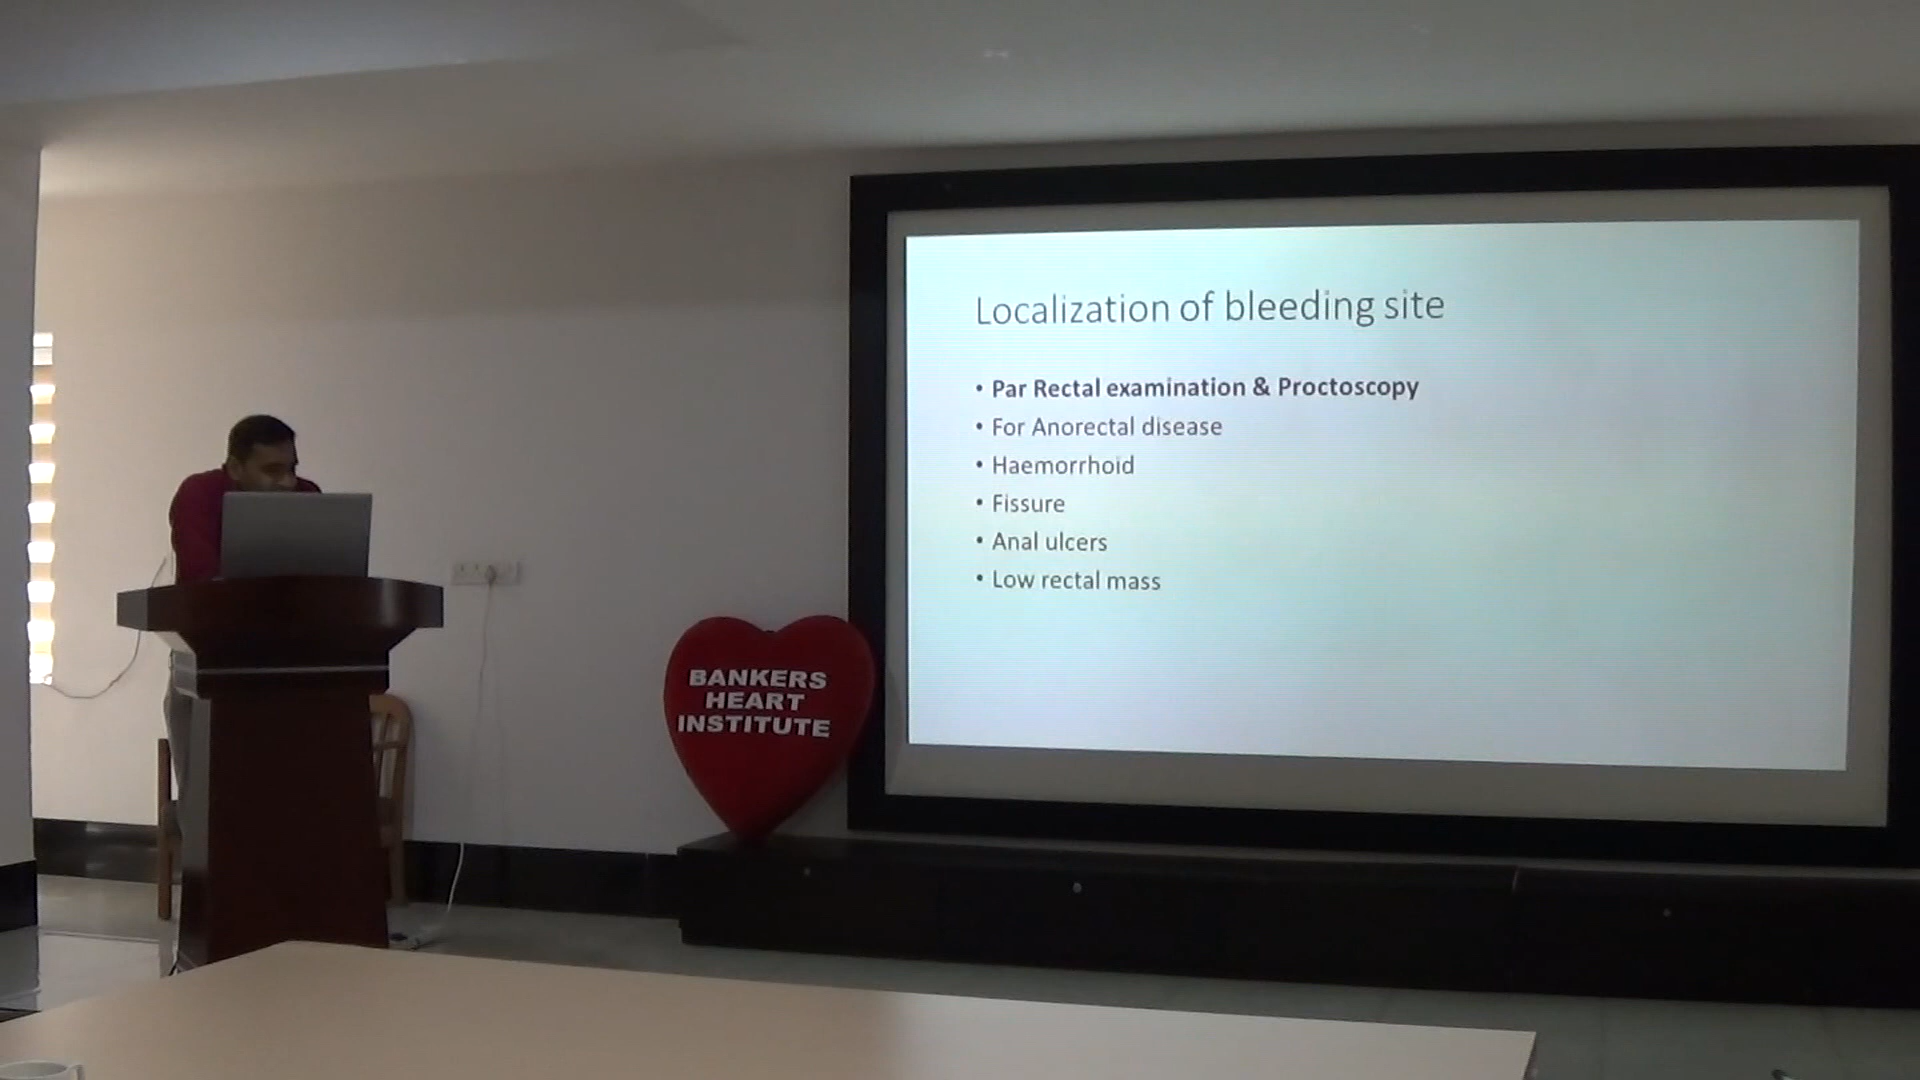 Localization of bleeding site
• Par Rectal examination & Proctoscopy
• For Anorectal disease
• Haemorrhoid
• Fissure
• Anal ulcers
• Low rectal mass
BANKERS
HEART
INSTITUTE